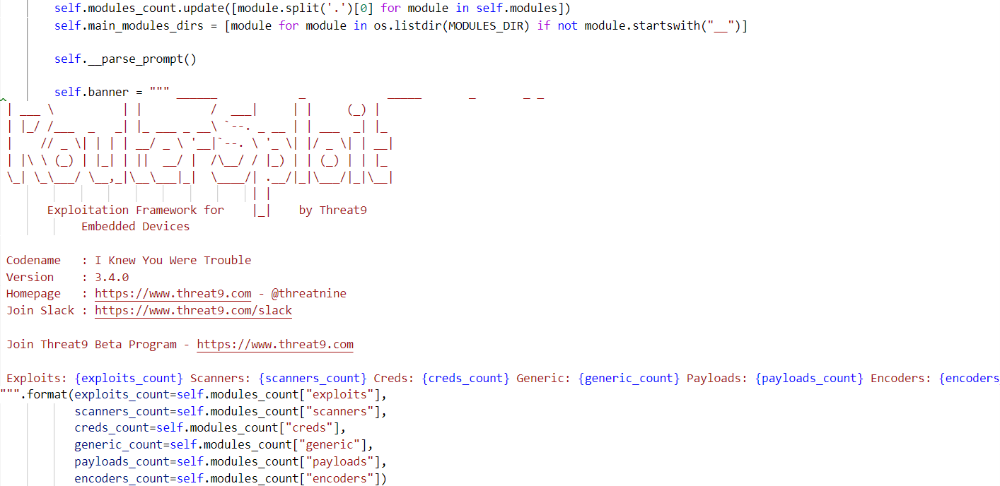 self.modules_count.update([module.split('.')[0] for module in self.modules])
self.main_modules_dirs = [module for module in os.listdir(MODULES_DIR) if not module.startswith("__")]
self.__parse_prompt()
self.banner = """ ______            _            _____       _       _ _
| ___ \          | |          /  ___|     | |     (_) |
| |_/ /___  _   _| |_ ___ _ __\ `--. _ __ | | ___  _| |_
|    // _ \| | | | __/ _ \ '__|`--. \ '_ \| |/ _ \| | __|
| |\ \ (_) | |_| | ||  __/ |  /\__/ / |_) | | (_) | | |_
\_| \_\___/ \__,_|\__\___|_|  \____/| .__/|_|\___/|_|\__|
                                    | |
      Exploitation Framework for    |_|    by Threat9
           Embedded Devices
Codename   : I Knew You Were Trouble
Version    : 3.4.0
Homepage   : https://www.threat9.com - @threatnine
Join Slack : https://www.threat9.com/slack
Join Threat9 Beta Program - https://www.threat9.com
Exploits: {exploits_count} Scanners: {scanners_count} Creds: {creds_count} Generic: {generic_count} Payloads: {payloads_count} Encoders: {encoders
""".format(exploits_count=self.modules_count["exploits"],
scanners_count=self.modules_count["scanners"],
creds_count=self.modules_count["creds"],
generic_count=self.modules_count["generic"],
payloads_count=self.modules_count["payloads"],
encoders_count=self.modules_count["encoders"])